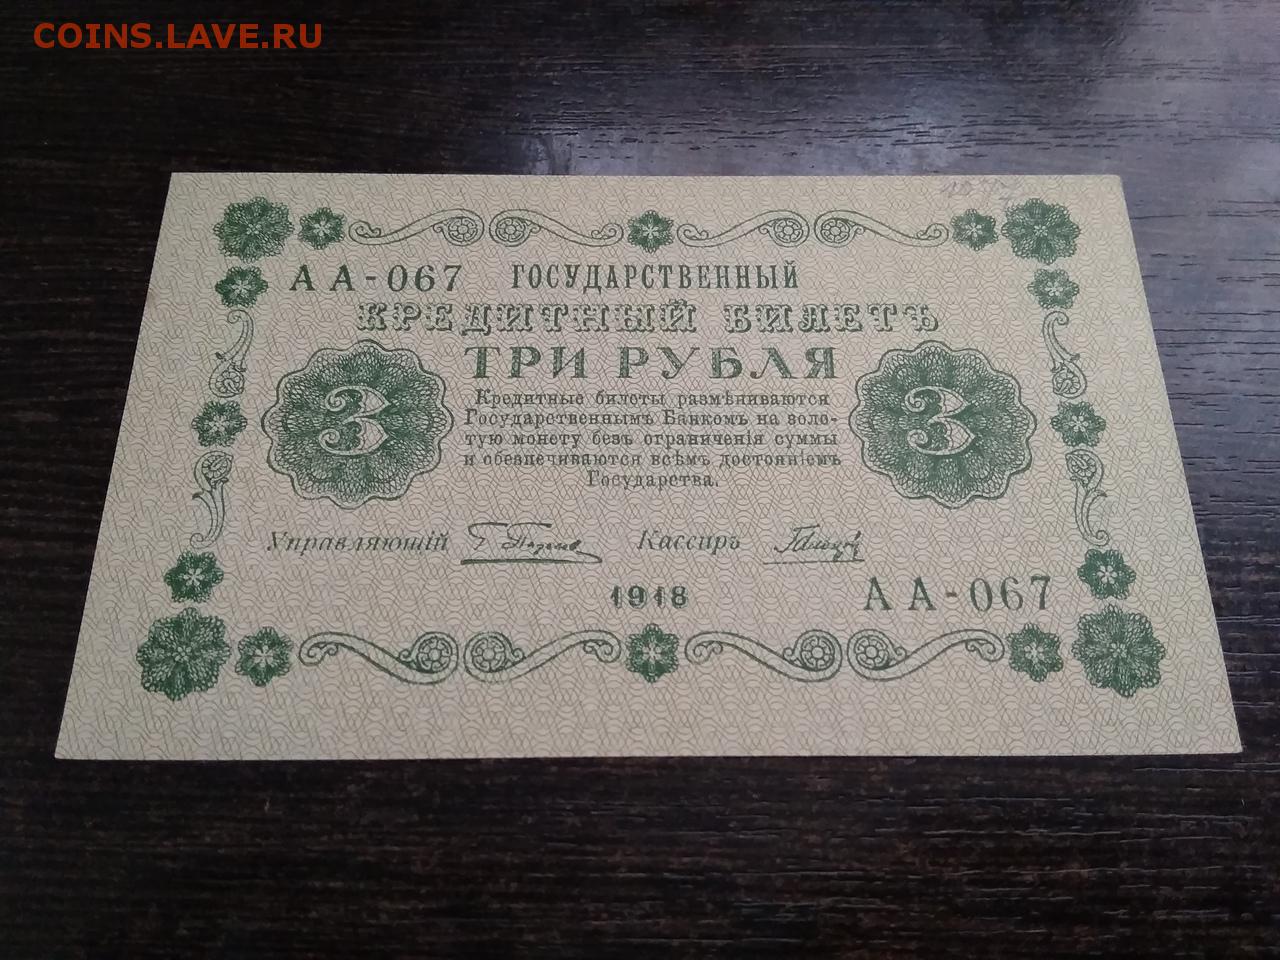 COINS.LAVE.RU
АА-067 ГОСУДАРСТВЕННЫЙ
КРЕДИТНЫЙ БИЛЕТЪ
ТРИ РУБЛЯ
3 3
Кредитные билеты размѣниваются
Государственнымъ Банкомъ на золо-
тую монету безъ ограниченія суммы
и обезпечиваются всѣмъ достояніемъ
Государства.
Управляющій Кассиръ
1918 АА-067